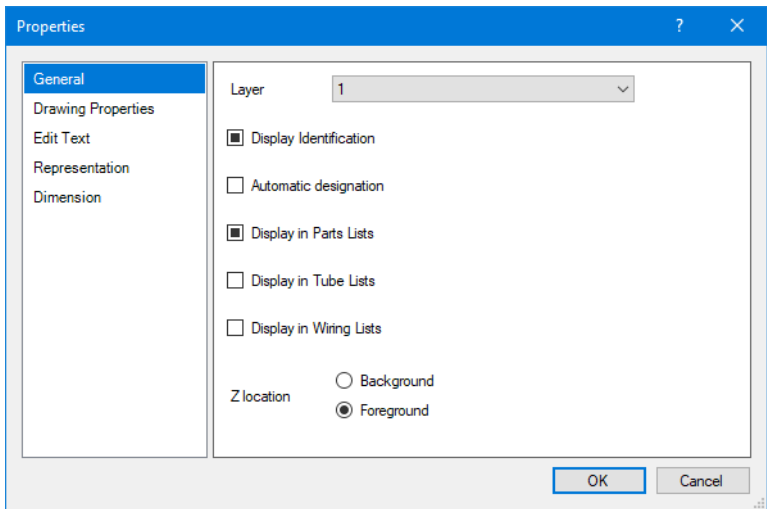 Properties
?
General
Drawing Properties
Edit Text
Representation
Dimension
Layer 1
Display Identification
Automatic designation
Display in Parts Lists
Display in Tube Lists
Display in Wiring Lists
Z location
Background
Foreground
OK Cancel